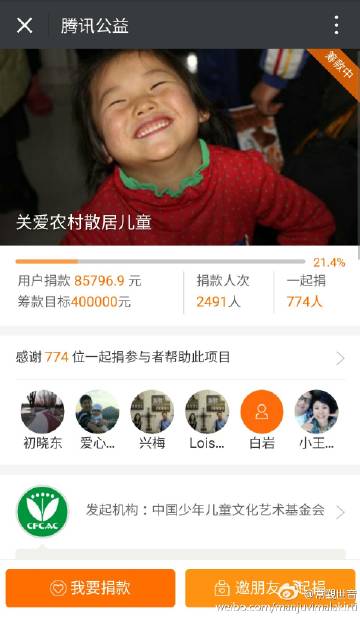 腾讯公益
筹款中
关爱农村散居儿童
21.4%
用户捐款 85796.9 元
捐款人次
一起捐
筹款目标400000元
2491人
774人
感谢 774 位一起捐参与者帮助此项目
初晓东
爱心...
兴梅
Lois...
白岩
小王...
CFCAC
发起机构：中国少年儿童文化艺术基金会
我要捐款
邀朋友一起捐
weibo.com/manjuvimalakirti